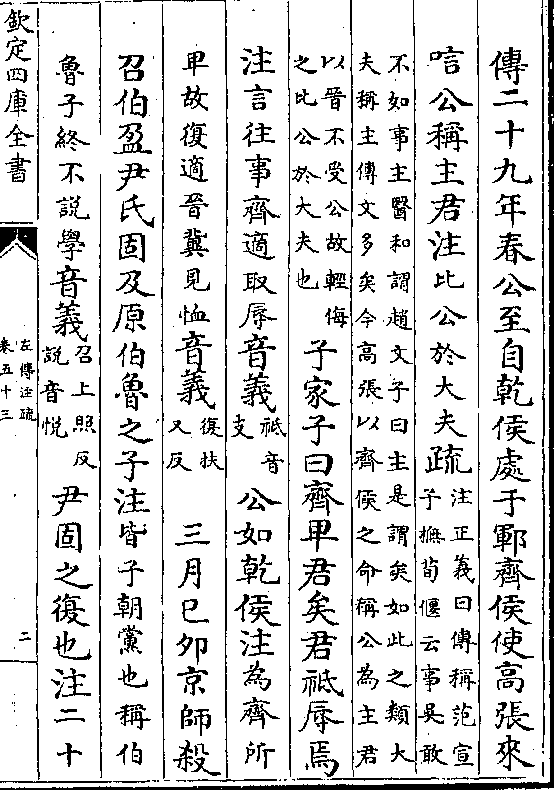 傳二十九年春公至自乾侯處于鄆齊侯使高張來
唁公稱主君注比公於大夫疏注正義曰傳稱范宣
子撫荀偃云事吳敢
不如事主醫和謂趙文子曰主是謂矣如此之類大
夫稱主傳文多矣今高張以齊侯之命稱公為主君
以晉不受公故輕侮
之比公於大夫也
子家子曰齊卑君矣君祗辱焉
注言往事齊適取辱音義祗音
支
公如乾侯注為齊所
卑故復適晉冀見恤音義復扶
又反
三月巳夘京師殺
召伯盈尹氏固及原伯魯之子注皆子朝黨也稱伯
魯子終不說學音義召上照反
說音悦
尹固之復也注二十
欽定四庫全書
左傳注疏
卷五十三
二